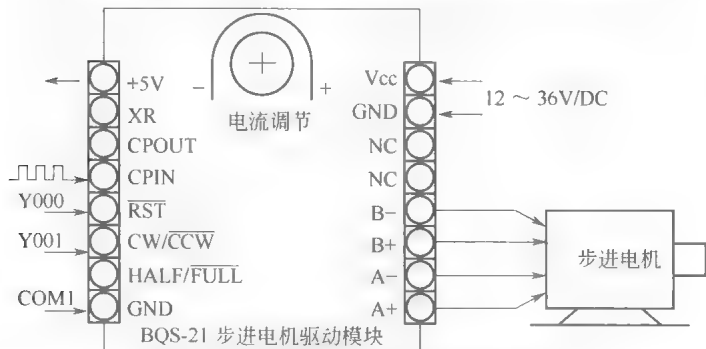 +5V
XR
CPOUT
CPIN
Y000
RST
Y001
CW/CCW
HALF/FULL
COM1
GND
− +
电流调节
Vcc
GND
12 ～ 36V/DC
NC
NC
B−
B+
A−
A+
步进电机
BQS-21 步进电机驱动模块